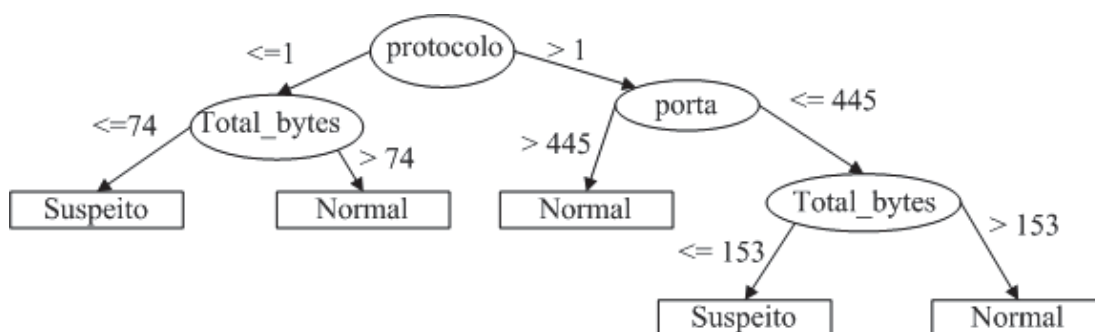 protocolo
<=1
> 1
porta
<= 445
<=74
Total_bytes
> 74
> 445
Suspeito
Normal
Normal
Total_bytes
<= 153
> 153
Suspeito
Normal